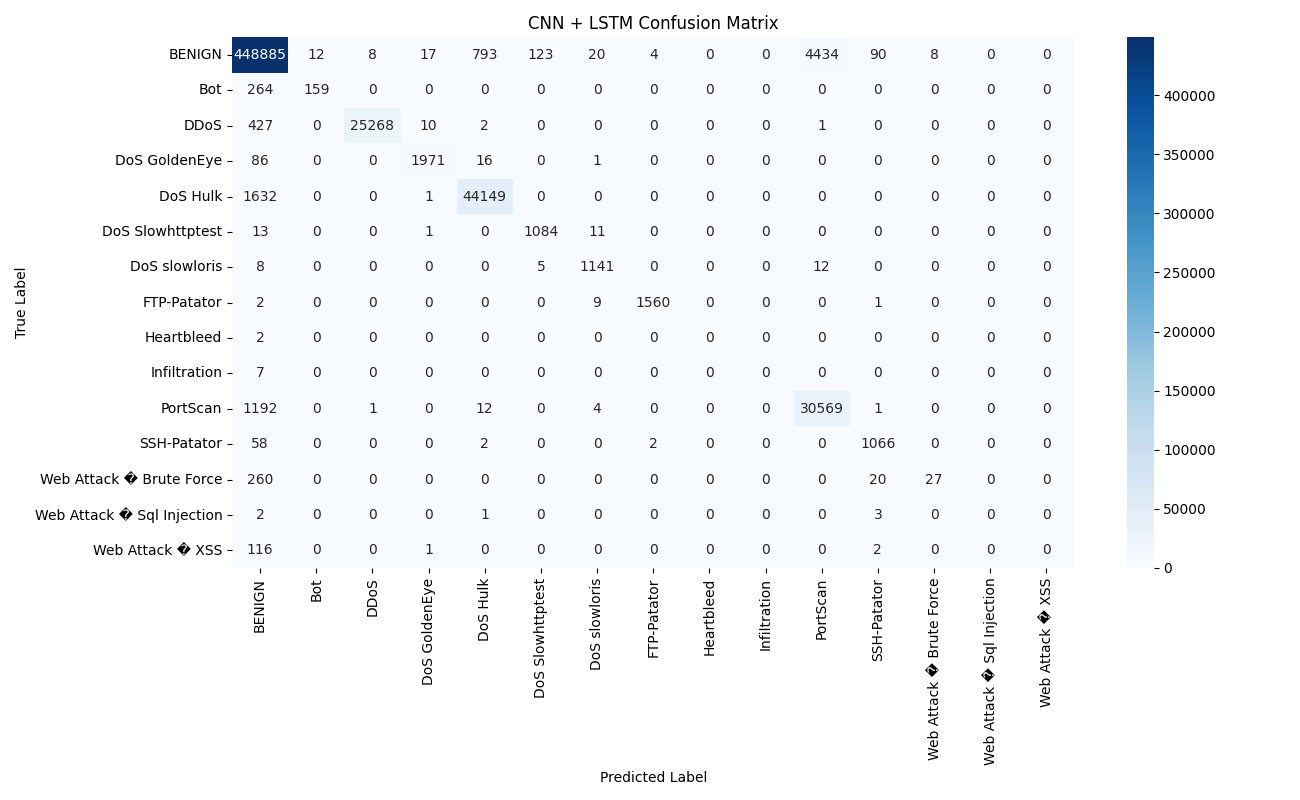 CNN + LSTM Confusion Matrix
BENIGN 448885 12 8 17 793 123 20 4 0 0 4434 90 8 0 0
Bot 264 159 0 0 0 0 0 0 0 0 0 0 0 0 0
DDoS 427 0 25268 10 2 0 0 0 0 0 1 0 0 0 0
DoS GoldenEye 86 0 0 1971 16 0 1 0 0 0 0 0 0 0 0
DoS Hulk 1632 0 0 1 44149 0 0 0 0 0 0 0 0 0 0
DoS Slowhttptest 13 0 0 1 0 1084 11 0 0 0 0 0 0 0 0
DoS slowloris 8 0 0 0 0 5 1141 0 0 0 12 0 0 0 0
FTP-Patator 2 0 0 0 0 0 9 1560 0 0 0 1 0 0 0
Heartbleed 2 0 0 0 0 0 0 0 0 0 0 0 0 0 0
Infiltration 7 0 0 0 0 0 0 0 0 0 0 0 0 0 0
PortScan 1192 0 1 0 12 0 4 0 0 0 30569 1 0 0 0
SSH-Patator 58 0 0 0 2 0 0 2 0 0 0 1066 0 0 0
Web Attack � Brute Force 260 0 0 0 0 0 0 0 0 0 0 20 27 0 0
Web Attack � Sql Injection 2 0 0 0 1 0 0 0 0 0 0 3 0 0 0
Web Attack � XSS 116 0 0 1 0 0 0 0 0 0 0 2 0 0 0
True Label
BENIGN
Bot
DDoS
DoS GoldenEye
DoS Hulk
DoS Slowhttptest
DoS slowloris
FTP-Patator
Heartbleed
Infiltration
PortScan
SSH-Patator
Web Attack � Brute Force
Web Attack � Sql Injection
Web Attack � XSS
Predicted Label
400000
350000
300000
250000
200000
150000
100000
50000
0